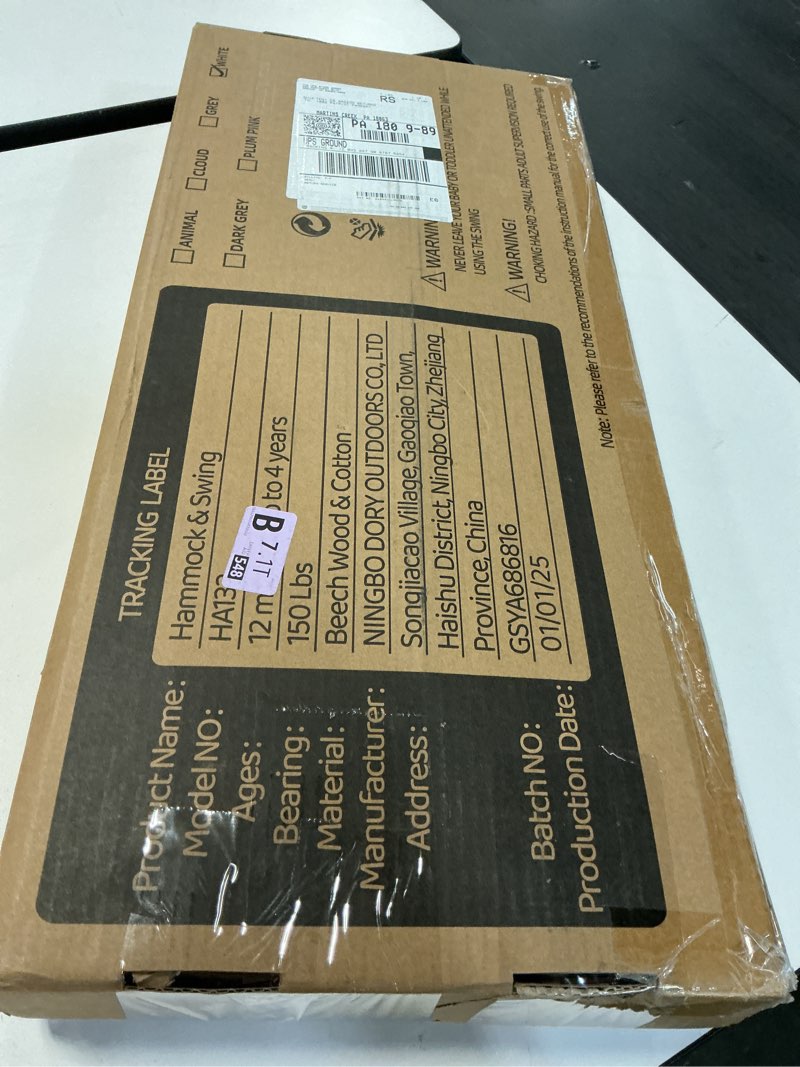 WHITE
GREY
CLOUD
ANIMAL
PLUM PINK
DARK GREY
RS
MARTINS CREEK, PA 18063
PA 180 9-89
UPS GROUND
WARNING!
NEVER LEAVE YOUR BABY OR TODDLER UNATTENDED WHILE
USING THE SWING
WARNING!
CHOKING HAZARD :SMALL PARTS ADULT SUPERVISION REQUIRED
Note: Please refer to the recommendations of the instruction manual for the correct use of the swing.
TRACKING LABEL
Product Name: Hammock & Swing
Model NO: HA13
Ages: 12 m to 4 years
Bearing: 150 Lbs
Material: Beech Wood & Cotton
Manufacturer: NINGBO DORY OUTDOORS CO., LTD
Address: Songjiacao Village, Gaoqiao Town,
Haishu District, Ningbo City, Zhejiang
Province, China
Batch NO: GSYA686816
Production Date: 01/01/25
B 7.1T
548